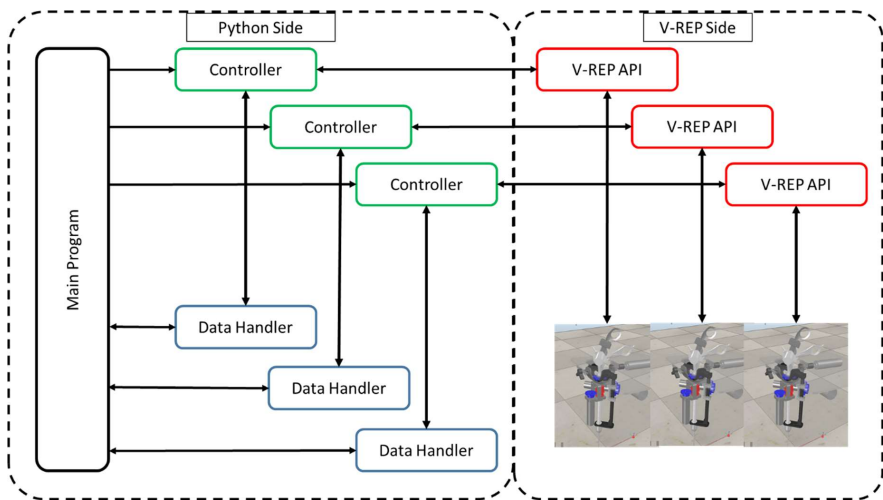 Python Side
V-REP Side
Controller
V-REP API
Controller
V-REP API
Controller
V-REP API
Main Program
Data Handler
Data Handler
Data Handler